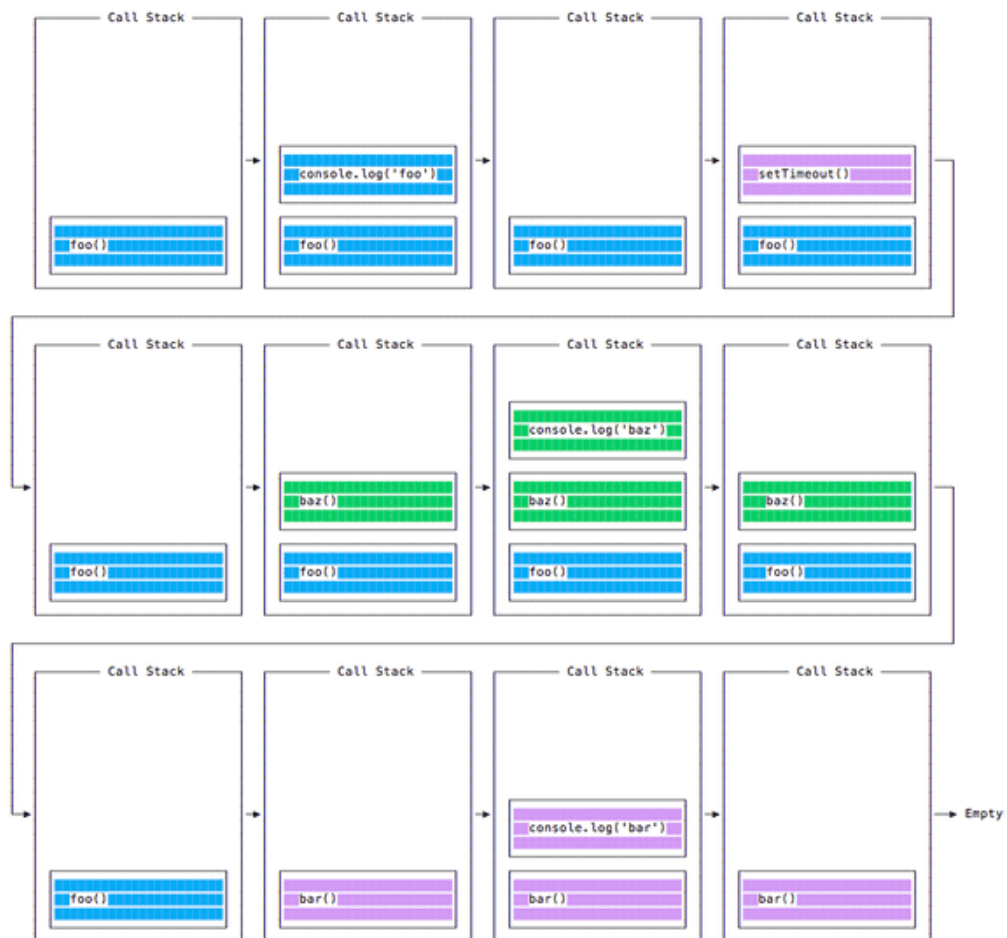 Call Stack
Call Stack
Call Stack
Call Stack
console.log('foo')
setTimeout()
foo()
foo()
foo()
foo()
Call Stack
Call Stack
Call Stack
Call Stack
console.log('baz')
baz()
baz()
baz()
foo()
foo()
foo()
foo()
Call Stack
Call Stack
Call Stack
Call Stack
Empty
console.log('bar')
foo()
bar()
bar()
bar()